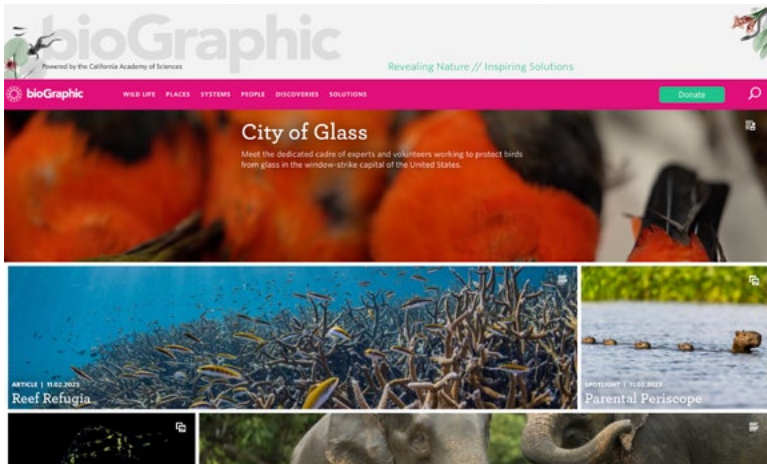 bioGraphic
Powered by the California Academy of Sciences
Revealing Nature // Inspiring Solutions
bioGraphic WILD LIFE PLACES SYSTEMS PEOPLE DISCOVERIES SOLUTIONS Donate
City of Glass
Meet the dedicated cadre of experts and volunteers working to protect birds
from glass in the window-strike capital of the United States.
ARTICLE | 11.02.2023
Reef Refugia
SPOTLIGHT | 11.02.2023
Parental Periscope